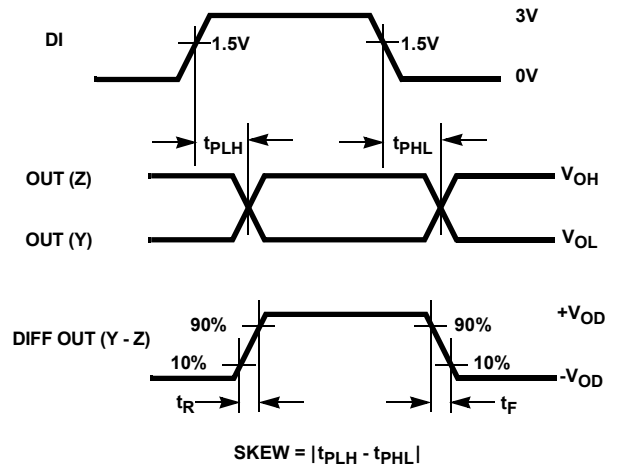 3V
DI
1.5V
1.5V
0V
tPLH
tPHL
OUT (Z)
VOH
OUT (Y)
VOL
+VOD
90%
90%
DIFF OUT (Y - Z)
10%
10%
-VOD
tR
tF
SKEW = |tPLH - tPHL|